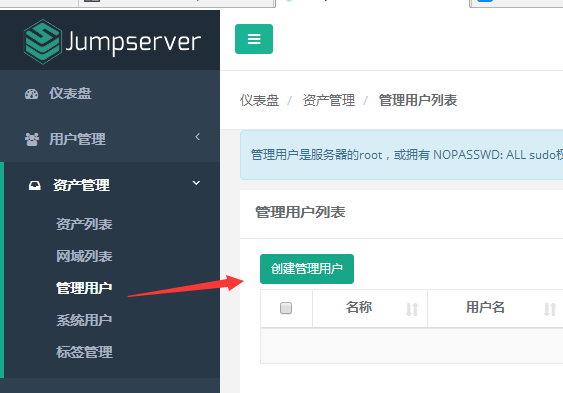 Jumpserver
仪表盘
用户管理
资产管理
资产列表
网域列表
管理用户
系统用户
标签管理
仪表盘 / 资产管理 / 管理用户列表
管理用户是服务器的root，或拥有 NOPASSWD: ALL sudo
管理用户列表
创建管理用户
名称 用户名